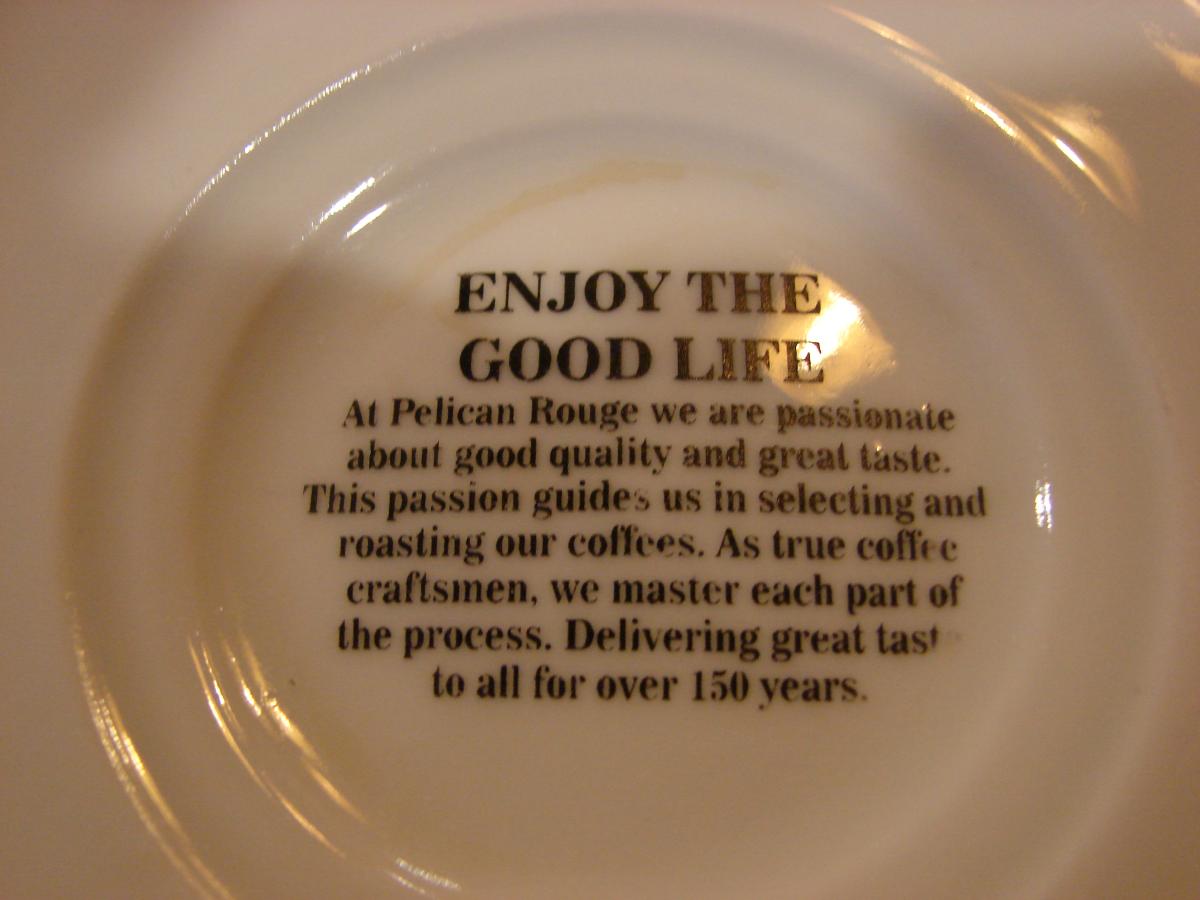 ENJOY THE
GOOD LIFE
At Pelican Rouge we are passionate
about good quality and great taste.
This passion guides us in selecting and
roasting our coffees. As true coffee
craftsmen, we master each part of
the process. Delivering great tast
to all for over 150 years.